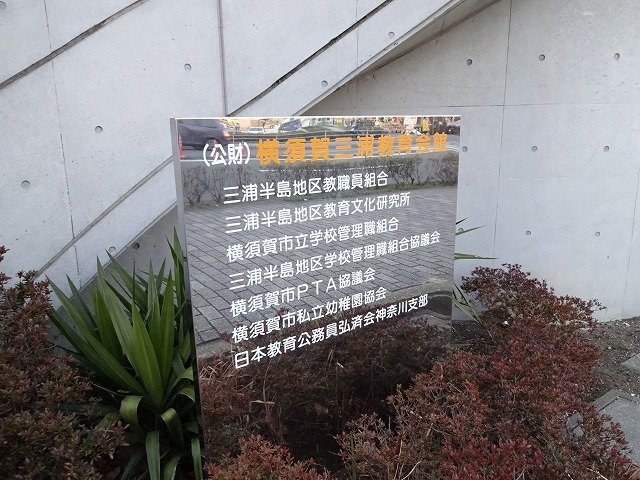 (公財) 横須賀三浦教育会館
三浦半島地区教職員組合
三浦半島地区教育文化研究所
横須賀市立学校管理職組合
三浦半島地区学校管理職組合協議会
横須賀市PTA協議会
横須賀市私立幼稚園協会
日本教育公務員弘済会神奈川支部